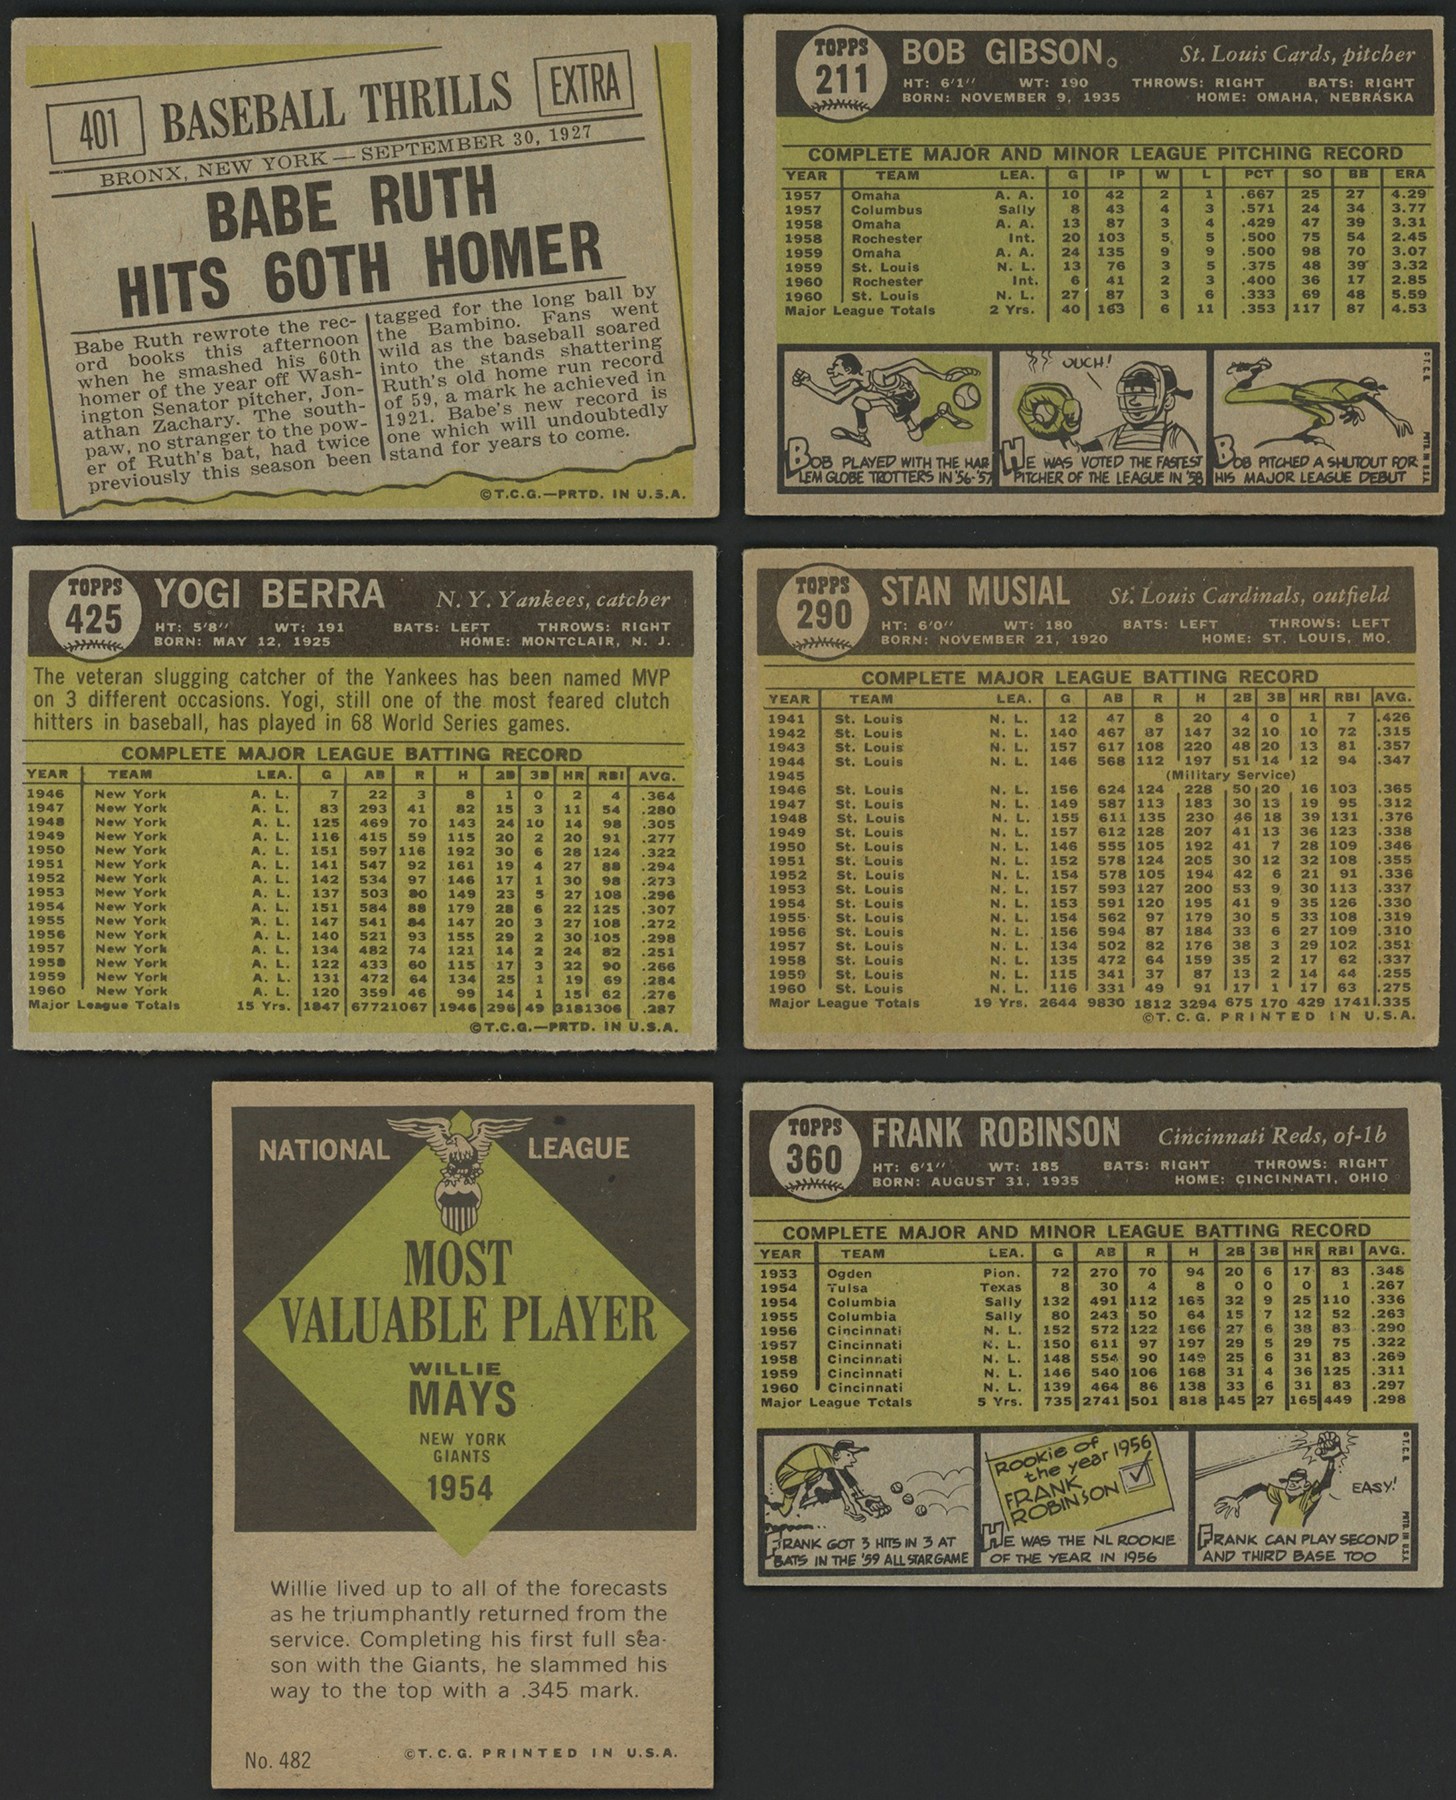 401
BASEBALL THRILLS
EXTRA
BRONX, NEW YORK — SEPTEMBER 30, 1927
BABE RUTH
HITS 60TH HOMER
Babe Ruth rewrote the rec-
ord books this afternoon
when he smashed his 60th
homer of the year off Wash-
ington Senator pitcher, Jon-
athan Zachary. The south-
paw, no stranger to the pow-
er of Ruth's bat, had twice
previously this season been
tagged for the long ball by
the Bambino. Fans went
wild as the baseball soared
into the stands shattering
Ruth's old home run record
of 59, a mark he achieved in
1921. Babe's new record is
one which will undoubtedly
stand for years to come.
©T.C.G.—PRTD. IN U.S.A.
TOPPS
211
BOB GIBSON
St. Louis Cards, pitcher
HT: 6'1" WT: 190 THROWS: RIGHT BATS: RIGHT
BORN: NOVEMBER 9, 1935 HOME: OMAHA, NEBRASKA
COMPLETE MAJOR AND MINOR LEAGUE PITCHING RECORD
YEAR TEAM LEA. G IP W L PCT SO BB ERA
1957 Omaha A. A. 10 42 2 1 .667 25 27 4.29
1957 Columbus Sally 8 43 4 3 .571 24 34 3.77
1958 Omaha A. A. 13 87 3 4 .429 47 39 3.31
1958 Rochester Int. 20 103 5 5 .500 75 54 2.45
1959 Omaha A. A. 24 135 9 9 .500 98 70 3.07
1959 St. Louis N. L. 13 76 3 5 .375 48 39 3.32
1960 Rochester Int. 6 41 2 3 .400 36 17 2.85
1960 St. Louis N. L. 27 87 3 6 .333 69 48 5.59
Major League Totals 2 Yrs. 40 163 6 11 .353 117 87 4.53
OUCH!
BOB PLAYED WITH THE HAR
LEM GLOBE TROTTERS IN '56-'57
HE WAS VOTED THE FASTEST
PITCHER OF THE LEAGUE IN '58
BOB PITCHED A SHUTOUT FOR
HIS MAJOR LEAGUE DEBUT
©T.C.G. PRTD. IN U.S.A.
TOPPS
425
YOGI BERRA
N. Y. Yankees, catcher
HT: 5'8" WT: 191 BATS: LEFT THROWS: RIGHT
BORN: MAY 12, 1925 HOME: MONTCLAIR, N. J.
The veteran slugging catcher of the Yankees has been named MVP
on 3 different occasions. Yogi, still one of the most feared clutch
hitters in baseball, has played in 68 World Series games.
COMPLETE MAJOR LEAGUE BATTING RECORD
YEAR TEAM LEA. G AB R H 2B 3B HR RBI AVG.
1946 New York A. L. 7 22 3 8 1 0 2 4 .364
1947 New York A. L. 83 293 41 82 15 3 11 54 .280
1948 New York A. L. 125 469 70 143 24 10 14 98 .305
1949 New York A. L. 116 415 59 115 20 2 20 91 .277
1950 New York A. L. 151 597 116 192 30 6 28 124 .322
1951 New York A. L. 141 547 92 161 19 4 27 88 .294
1952 New York A. L. 142 534 97 146 17 1 30 98 .273
1953 New York A. L. 137 503 80 149 23 5 27 108 .296
1954 New York A. L. 151 584 88 179 28 6 22 125 .307
1955 New York A. L. 147 541 84 147 20 3 27 108 .272
1956 New York A. L. 140 521 93 155 29 2 30 105 .298
1957 New York A. L. 134 482 74 121 14 2 24 82 .251
1958 New York A. L. 122 433 60 115 17 3 22 90 .266
1959 New York A. L. 131 472 64 134 25 1 19 69 .284
1960 New York A. L. 120 359 46 99 14 1 15 62 .276
Major League Totals 15 Yrs. 1847 6772 1067 1946 296 49 318 1306 .287
©T.C.G.—PRTD. IN U.S.A.
TOPPS
290
STAN MUSIAL
St. Louis Cardinals, outfield
HT: 6'0" WT: 180 BATS: LEFT THROWS: LEFT
BORN: NOVEMBER 21, 1920 HOME: ST. LOUIS, MO.
COMPLETE MAJOR LEAGUE BATTING RECORD
YEAR TEAM LEA. G AB R H 2B 3B HR RBI AVG.
1941 St. Louis N. L. 12 47 8 20 4 0 1 7 .426
1942 St. Louis N. L. 140 467 87 147 32 10 10 72 .315
1943 St. Louis N. L. 157 617 108 220 48 20 13 81 .357
1944 St. Louis N. L. 146 568 112 197 51 14 12 94 .347
1945 (Military Service)
1946 St. Louis N. L. 156 624 124 228 50 20 16 103 .365
1947 St. Louis N. L. 149 587 113 183 30 13 19 95 .312
1948 St. Louis N. L. 155 611 135 230 46 18 39 131 .376
1949 St. Louis N. L. 157 612 128 207 41 13 36 123 .338
1950 St. Louis N. L. 146 555 105 192 41 7 28 109 .346
1951 St. Louis N. L. 152 578 124 205 30 12 32 108 .355
1952 St. Louis N. L. 154 578 105 194 42 6 21 91 .336
1953 St. Louis N. L. 157 593 127 200 53 9 30 113 .337
1954 St. Louis N. L. 153 591 120 195 41 9 35 126 .330
1955 St. Louis N. L. 154 562 97 179 30 5 33 108 .319
1956 St. Louis N. L. 156 594 87 184 33 6 27 109 .310
1957 St. Louis N. L. 134 502 82 176 38 3 29 102 .351
1958 St. Louis N. L. 135 472 64 159 35 2 17 62 .337
1959 St. Louis N. L. 115 341 37 87 13 2 14 44 .255
1960 St. Louis N. L. 116 331 49 91 17 1 17 63 .275
Major League Totals 19 Yrs. 2644 9830 1812 3294 675 170 429 1741 .335
©T.C.G. PRINTED IN U.S.A.
NATIONAL LEAGUE
MOST
VALUABLE PLAYER
WILLIE
MAYS
NEW YORK
GIANTS
1954
Willie lived up to all of the forecasts
as he triumphantly returned from the
service. Completing his first full sea-
son with the Giants, he slammed his
way to the top with a .345 mark.
No. 482
©T.C.G. PRINTED IN U.S.A.
TOPPS
360
FRANK ROBINSON
Cincinnati Reds, of-1b
HT: 6'1" WT: 185 BATS: RIGHT THROWS: RIGHT
BORN: AUGUST 31, 1935 HOME: CINCINNATI, OHIO
COMPLETE MAJOR AND MINOR LEAGUE BATTING RECORD
YEAR TEAM LEA. G AB R H 2B 3B HR RBI AVG.
1953 Ogden Pion. 72 270 70 94 20 6 17 83 .348
1954 Tulsa Texas 8 30 4 8 0 0 0 1 .267
1954 Columbia Sally 132 491 112 165 32 9 25 110 .336
1955 Columbia Sally 80 243 50 64 15 7 12 52 .263
1956 Cincinnati N. L. 152 572 122 166 27 6 38 83 .290
1957 Cincinnati N. L. 150 611 97 197 29 5 29 75 .322
1958 Cincinnati N. L. 148 554 90 149 25 6 31 83 .269
1959 Cincinnati N. L. 146 540 106 168 31 4 36 125 .311
1960 Cincinnati N. L. 139 464 86 138 33 6 31 83 .297
Major League Totals 5 Yrs. 735 2741 501 818 145 27 165 449 .298
Rookie of
the year 1956
FRANK
ROBINSON
EASY!
FRANK GOT 3 HITS IN 3 AT
BATS IN THE '59 ALL STAR GAME
HE WAS THE NL ROOKIE
OF THE YEAR IN 1956
FRANK CAN PLAY SECOND
AND THIRD BASE TOO
©T.C.G. PRTD. IN U.S.A.